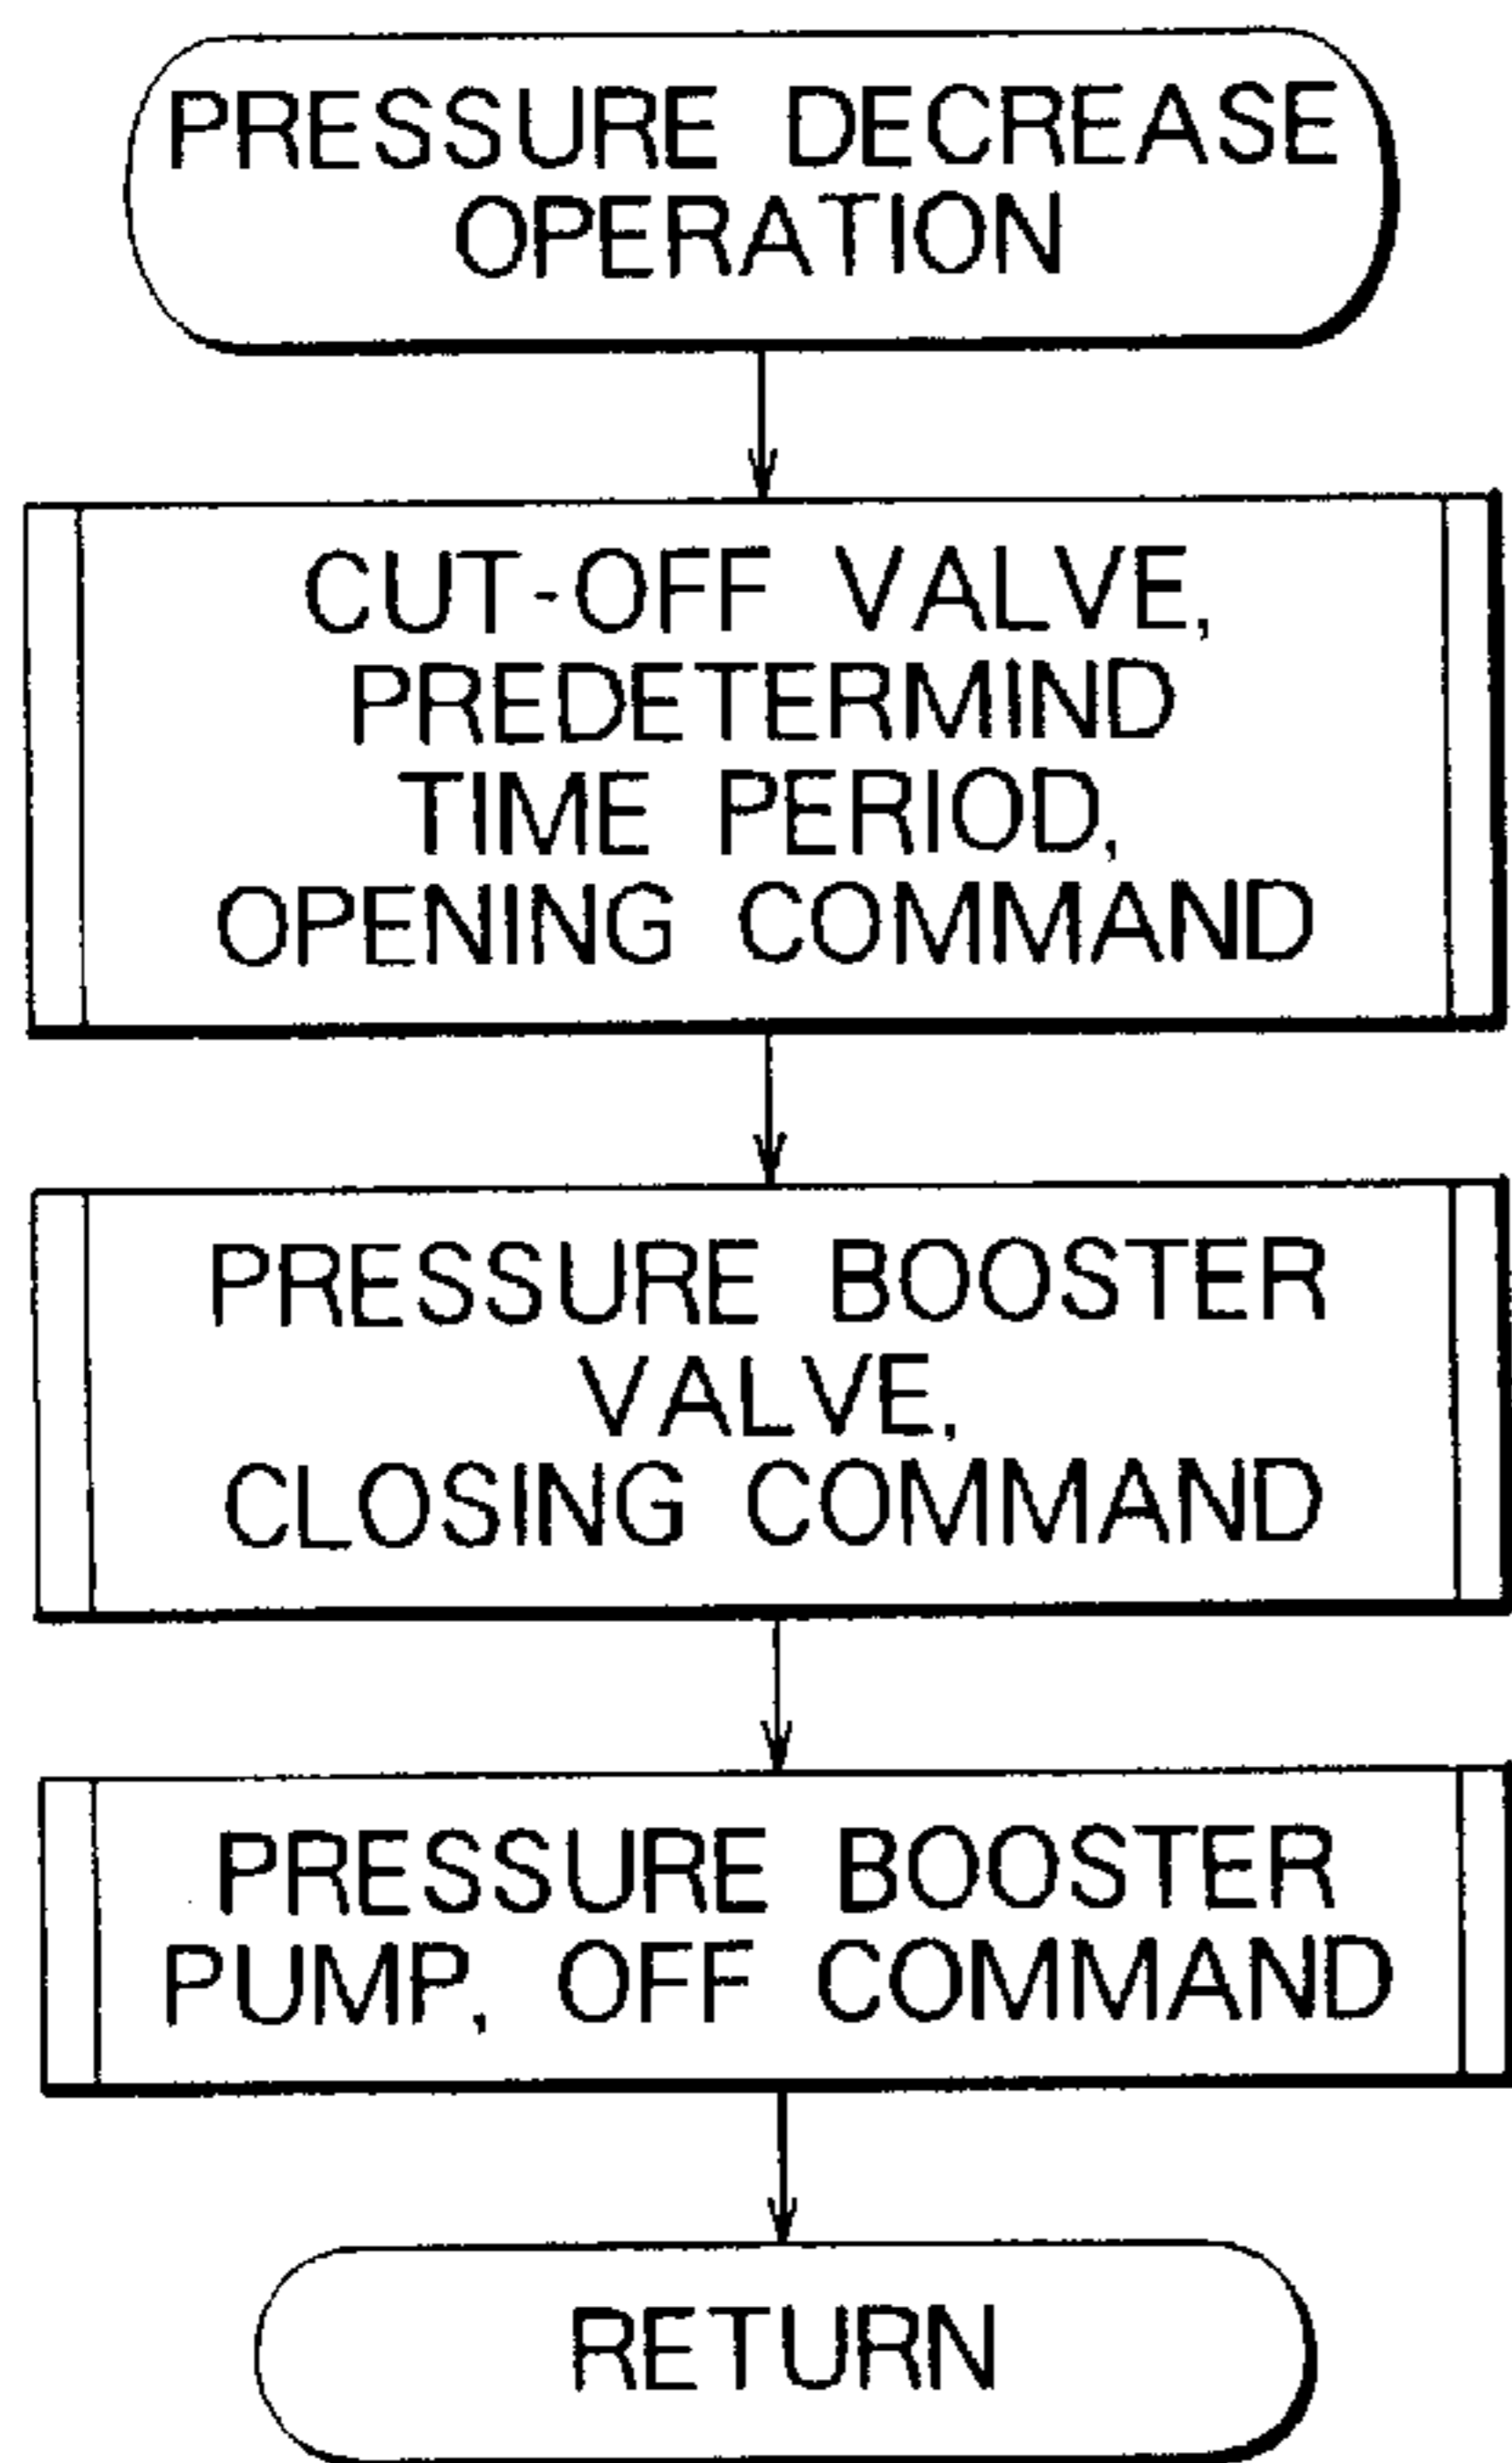 PRESSURE DECREASE
OPERATION
CUT-OFF VALVE,
PREDETERMIND
TIME PERIOD,
OPENING COMMAND
PRESSURE BOOSTER
VALVE,
CLOSING COMMAND
PRESSURE BOOSTER
PUMP, OFF COMMAND
RETURN